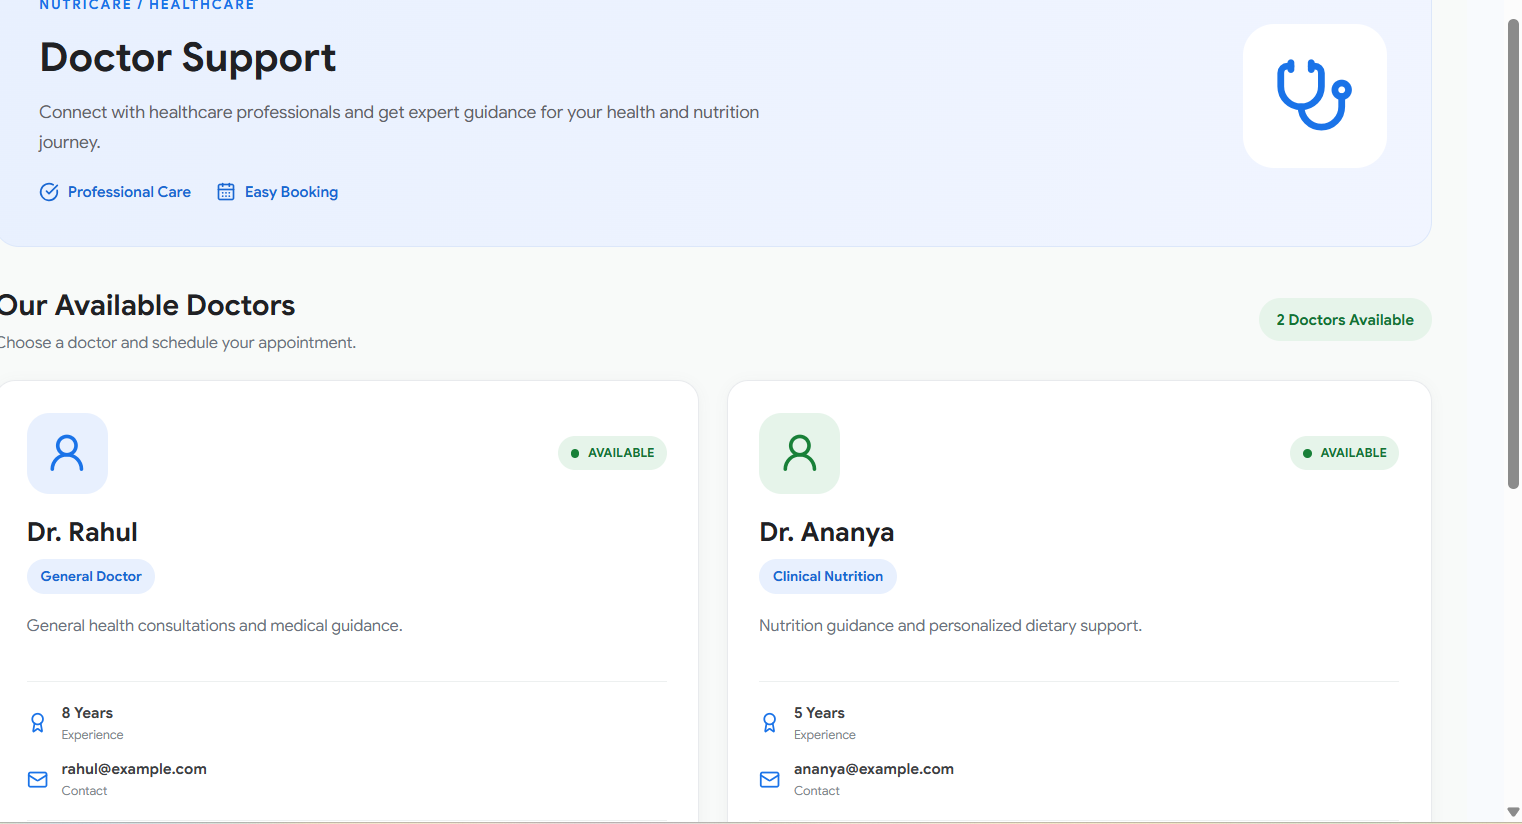 NUTRICARE / HEALTHCARE
Doctor Support
Connect with healthcare professionals and get expert guidance for your health and nutrition
journey.
Professional Care
Easy Booking
Our Available Doctors
Choose a doctor and schedule your appointment.
2 Doctors Available
AVAILABLE
Dr. Rahul
General Doctor
General health consultations and medical guidance.
8 Years
Experience
rahul@example.com
Contact
AVAILABLE
Dr. Ananya
Clinical Nutrition
Nutrition guidance and personalized dietary support.
5 Years
Experience
ananya@example.com
Contact